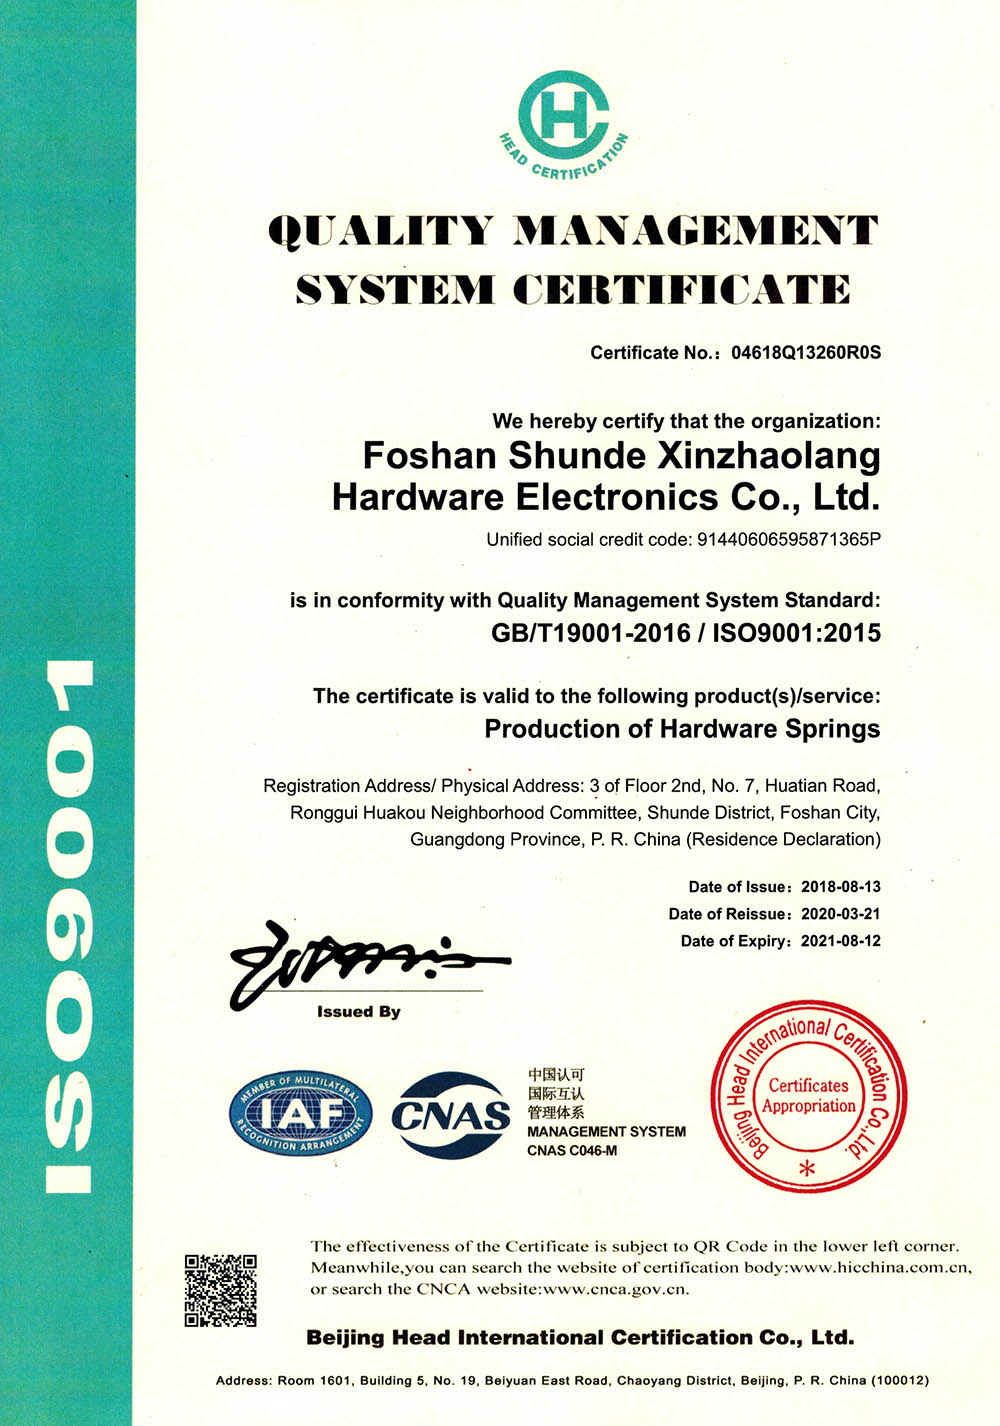 CH
HEAD CERTIFICATION
QUALITY MANAGEMENT
SYSTEM CERTIFICATE
Certificate No.: 04618Q13260R0S
We hereby certify that the organization:
Foshan Shunde Xinzhaolang
Hardware Electronics Co., Ltd.
Unified social credit code: 91440606595871365P
is in conformity with Quality Management System Standard:
GB/T19001-2016 / ISO9001:2015
The certificate is valid to the following product(s)/service:
Production of Hardware Springs
Registration Address/ Physical Address: 3 of Floor 2nd, No. 7, Huatian Road,
Ronggui Huakou Neighborhood Committee, Shunde District, Foshan City,
Guangdong Province, P. R. China (Residence Declaration)
Date of Issue: 2018-08-13
Date of Reissue: 2020-03-21
Date of Expiry: 2021-08-12
Issued By
ISO9001
MEMBER OF MULTILATERAL
IAF
RECOGNITION ARRANGEMENT
CNAS
中国认可
国际互认
管理体系
MANAGEMENT SYSTEM
CNAS C046-M
Beijing Head International Certification Co.,Ltd.
Certificates
Appropriation
The effectiveness of the Certificate is subject to QR Code in the lower left corner.
Meanwhile,you can search the website of certification body:www.hicchina.com.cn,
or search the CNCA website:www.cnca.gov.cn.
Beijing Head International Certification Co., Ltd.
Address: Room 1601, Building 5, No. 19, Beiyuan East Road, Chaoyang District, Beijing, P. R. China (100012)